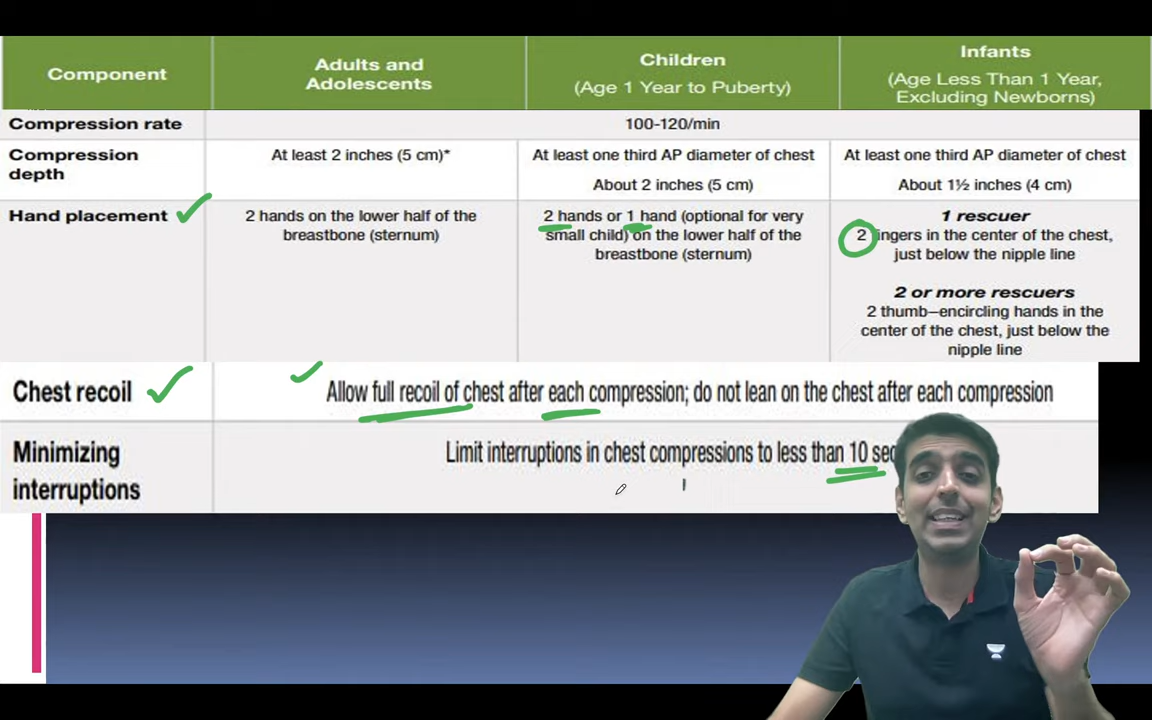 Component
Adults and
Adolescents
Children
(Age 1 Year to Puberty)
Infants
(Age Less Than 1 Year,
Excluding Newborns)
Compression rate
100-120/min
Compression
depth
At least 2 inches (5 cm)*
At least one third AP diameter of chest
About 2 inches (5 cm)
At least one third AP diameter of chest
About 1½ inches (4 cm)
Hand placement
2 hands on the lower half of the
breastbone (sternum)
2 hands or 1 hand (optional for very
small child) on the lower half of the
breastbone (sternum)
1 rescuer
2 fingers in the center of the chest,
just below the nipple line
2 or more rescuers
2 thumb–encircling hands in the
center of the chest, just below the
nipple line
Chest recoil
Allow full recoil of chest after each compression; do not lean on the chest after each compression
Minimizing
interruptions
Limit interruptions in chest compressions to less than 10